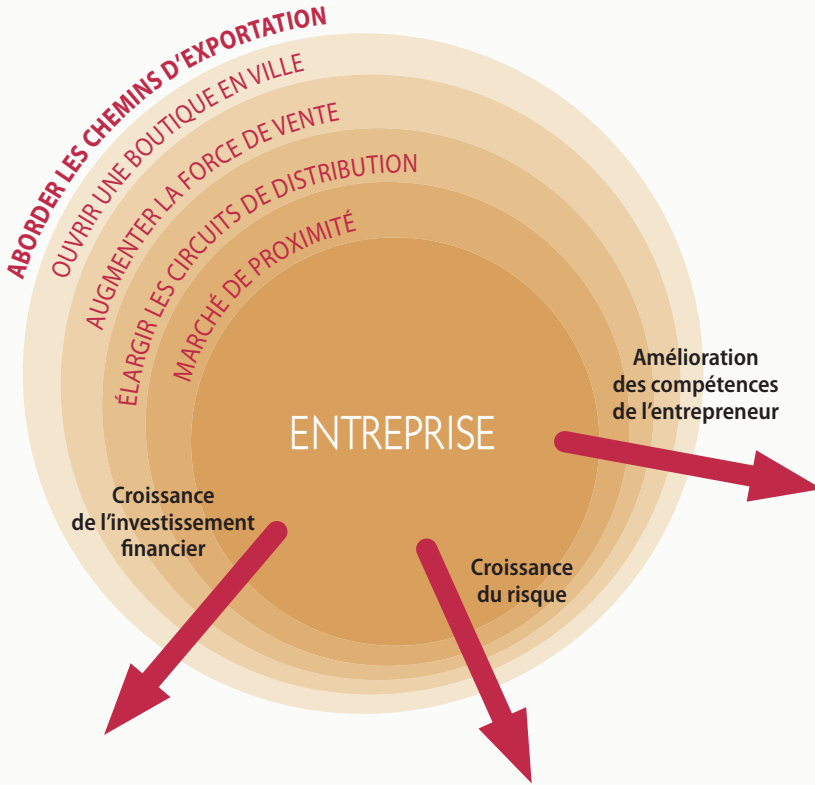 ABORDER LES CHEMINS D'EXPORTATION
OUVRIR UNE BOUTIQUE EN VILLE
AUGMENTER LA FORCE DE VENTE
ÉLARGIR LES CIRCUITS DE DISTRIBUTION
MARCHÉ DE PROXIMITÉ
ENTREPRISE
Amélioration
des compétences
de l'entrepreneur
Croissance
de l'investissement
financier
Croissance
du risque